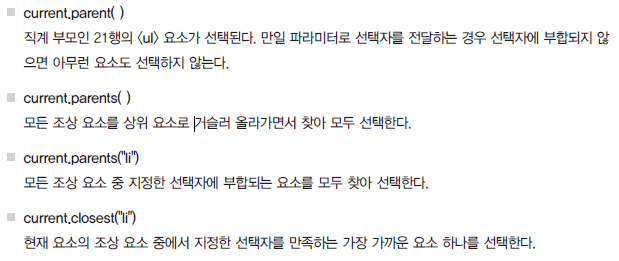 current.parent( )
직계 부모인 21행의 〈ul〉 요소가 선택된다. 만일 파라미터로 선택자를 전달하는 경우 선택자에 부합되지 않
으면 아무런 요소도 선택하지 않는다.
current.parents( )
모든 조상 요소를 상위 요소로 거슬러 올라가면서 찾아 모두 선택한다.
current.parents("li")
모든 조상 요소 중 지정한 선택자에 부합되는 요소를 모두 찾아 선택한다.
current.closest("li")
현재 요소의 조상 요소 중에서 지정한 선택자를 만족하는 가장 가까운 요소 하나를 선택한다.